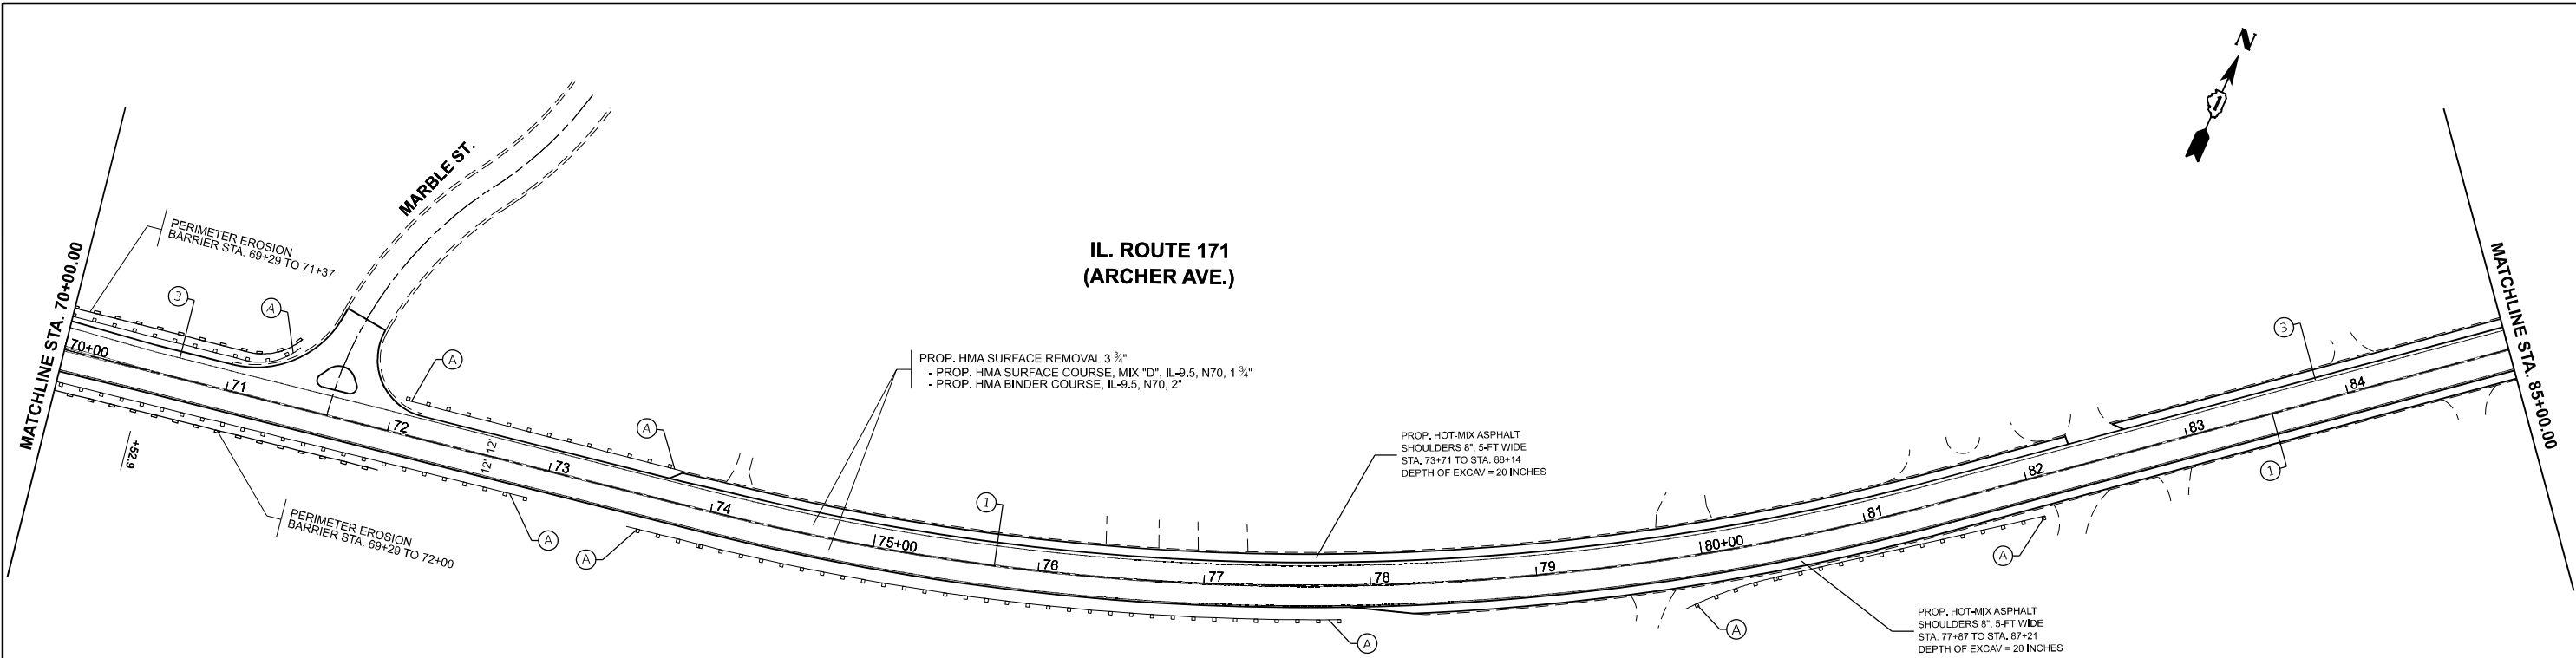 N
1
MARBLE ST.
PERIMETER EROSION
BARRIER STA. 69+29 TO 71+37
IL. ROUTE 171
(ARCHER AVE.)
MATCHLINE STA. 70+00.00
MATCHLINE STA. 85+00.00
3
A
A
A
3
PROP. HMA SURFACE REMOVAL 3 ¾"
- PROP. HMA SURFACE COURSE, MIX "D", IL-9.5, N70, 1 ¾"
- PROP. HMA BINDER COURSE, IL-9.5, N70, 2"
70+00
71
72
73
74
75+00
76
77
78
79
80+00
81
82
83
84
12' 12'
+52.9
PROP. HOT-MIX ASPHALT
SHOULDERS 8", 5-FT WIDE
STA. 73+71 TO STA. 88+14
DEPTH OF EXCAV = 20 INCHES
1
1
PERIMETER EROSION
BARRIER STA. 69+29 TO 72+00
A
A
A
A
A
PROP. HOT-MIX ASPHALT
SHOULDERS 8", 5-FT WIDE
STA. 77+87 TO STA. 87+21
DEPTH OF EXCAV = 20 INCHES